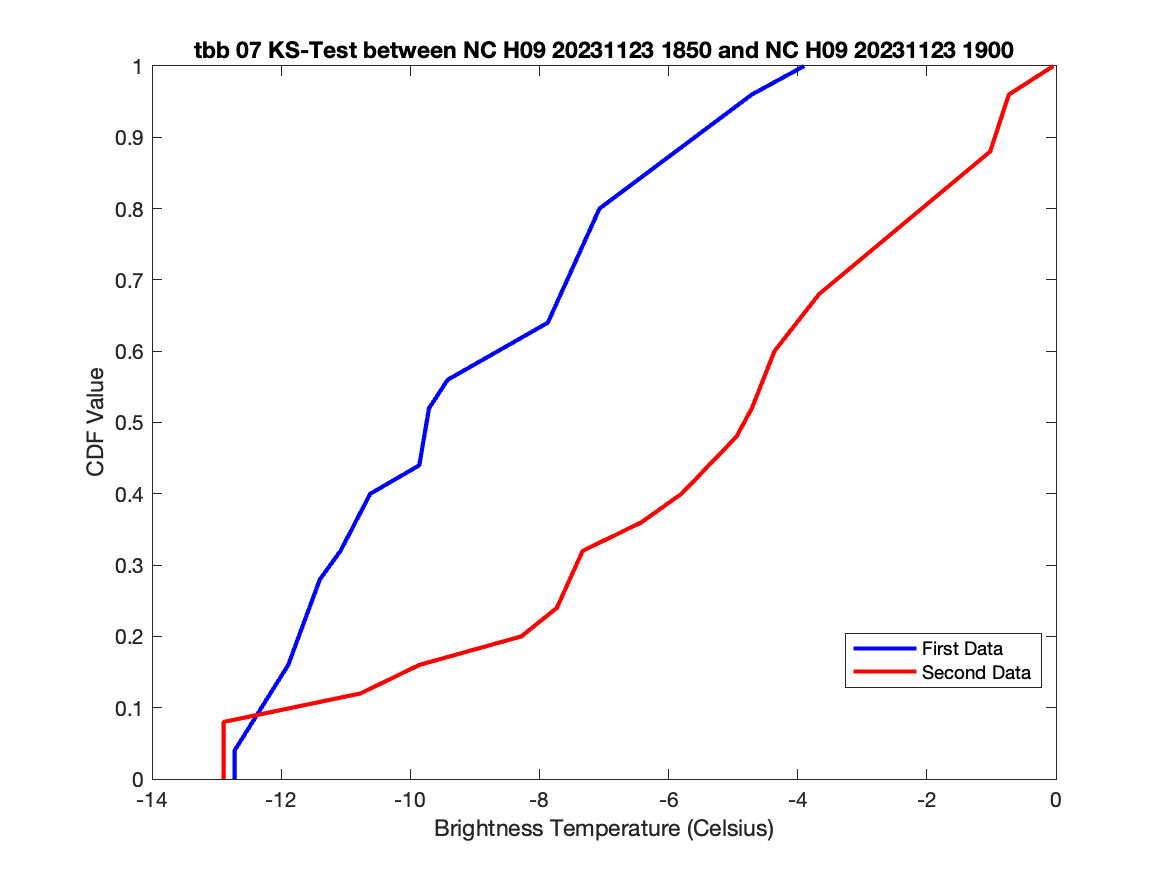 tbb 07 KS-Test between NC H09 20231123 1850 and NC H09 20231123 1900
1
0.9
0.8
0.7
0.6
0.5
0.4
0.3
0.2
0.1
0
CDF Value
First Data
Second Data
-14 -12 -10 -8 -6 -4 -2 0
Brightness Temperature (Celsius)